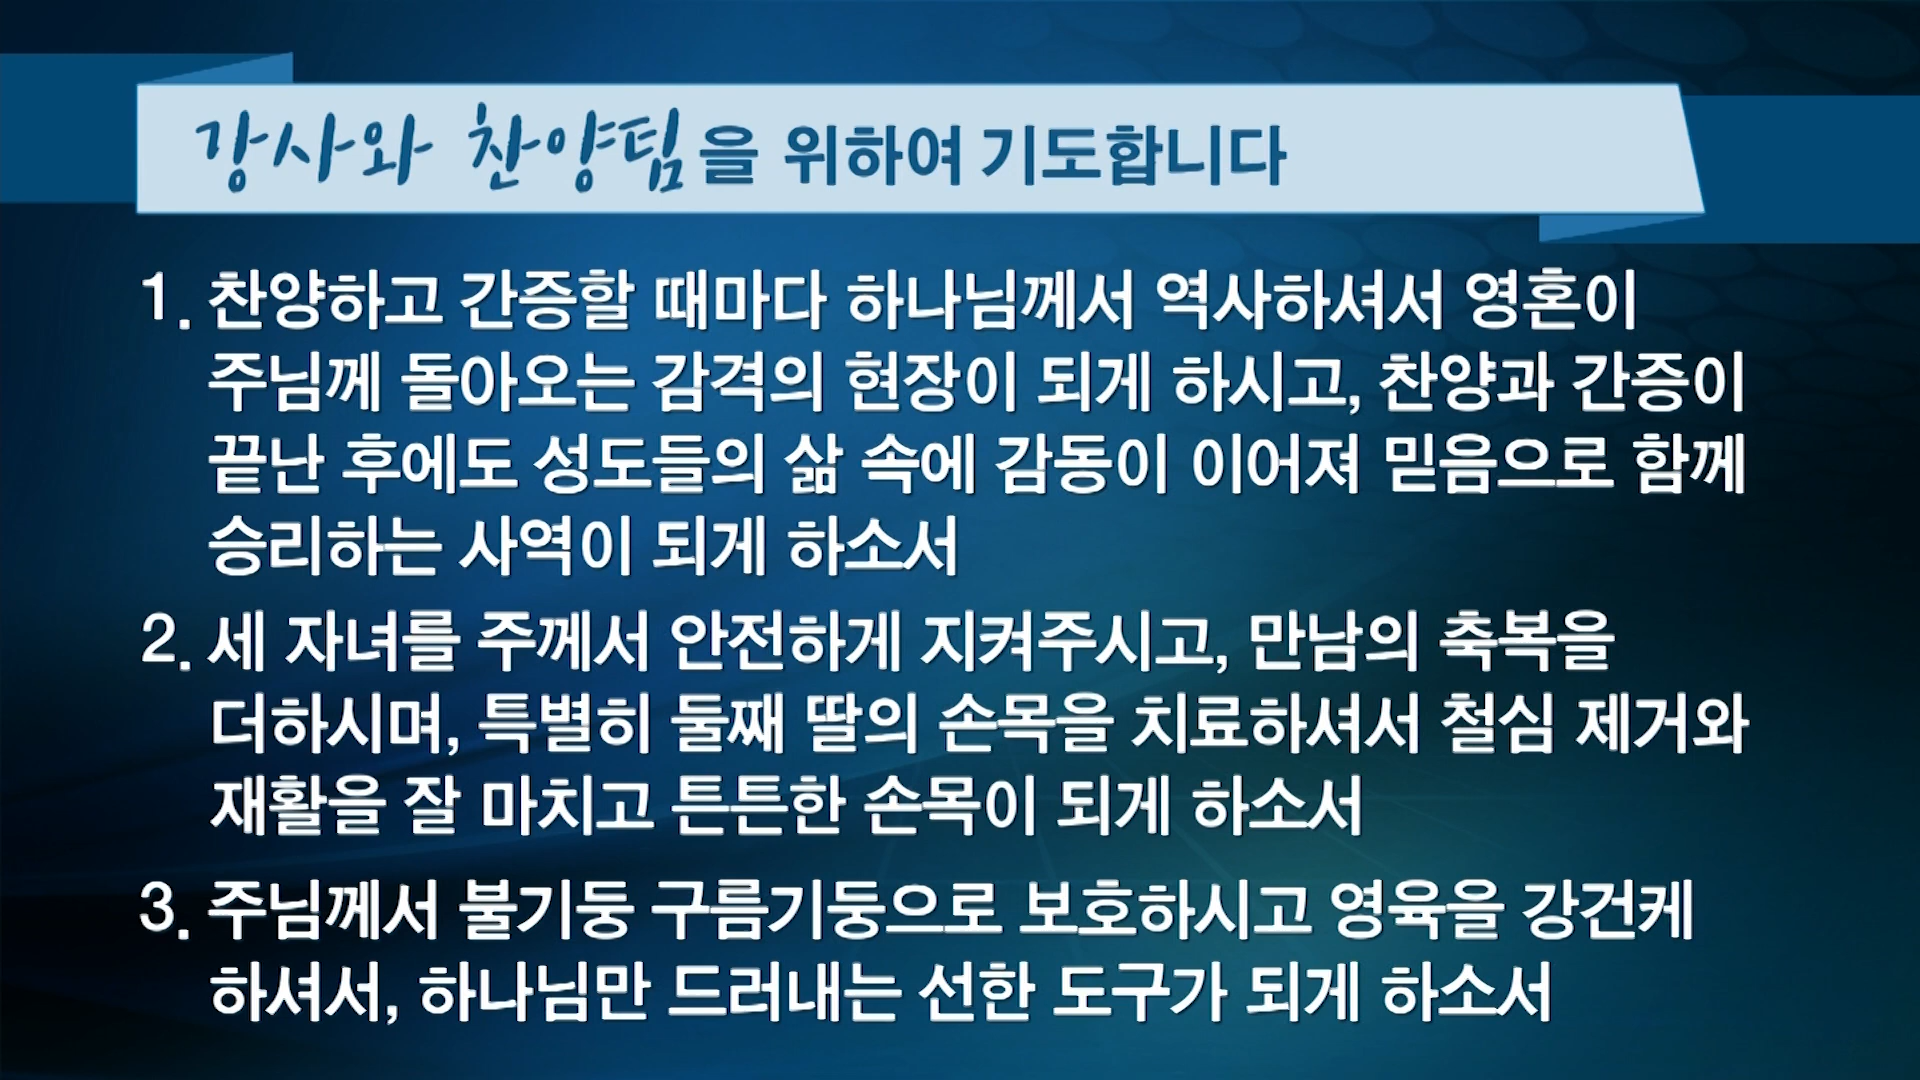 강사와 찬양팀을 위하여 기도합니다
1. 찬양하고 간증할 때마다 하나님께서 역사하셔서 영혼이
주님께 돌아오는 감격의 현장이 되게 하시고, 찬양과 간증이
끝난 후에도 성도들의 삶 속에 감동이 이어져 믿음으로 함께
승리하는 사역이 되게 하소서
2. 세 자녀를 주께서 안전하게 지켜주시고, 만남의 축복을
더하시며, 특별히 둘째 딸의 손목을 치료하셔서 철심 제거와
재활을 잘 마치고 튼튼한 손목이 되게 하소서
3. 주님께서 불기둥 구름기둥으로 보호하시고 영육을 강건케
하셔서, 하나님만 드러내는 선한 도구가 되게 하소서